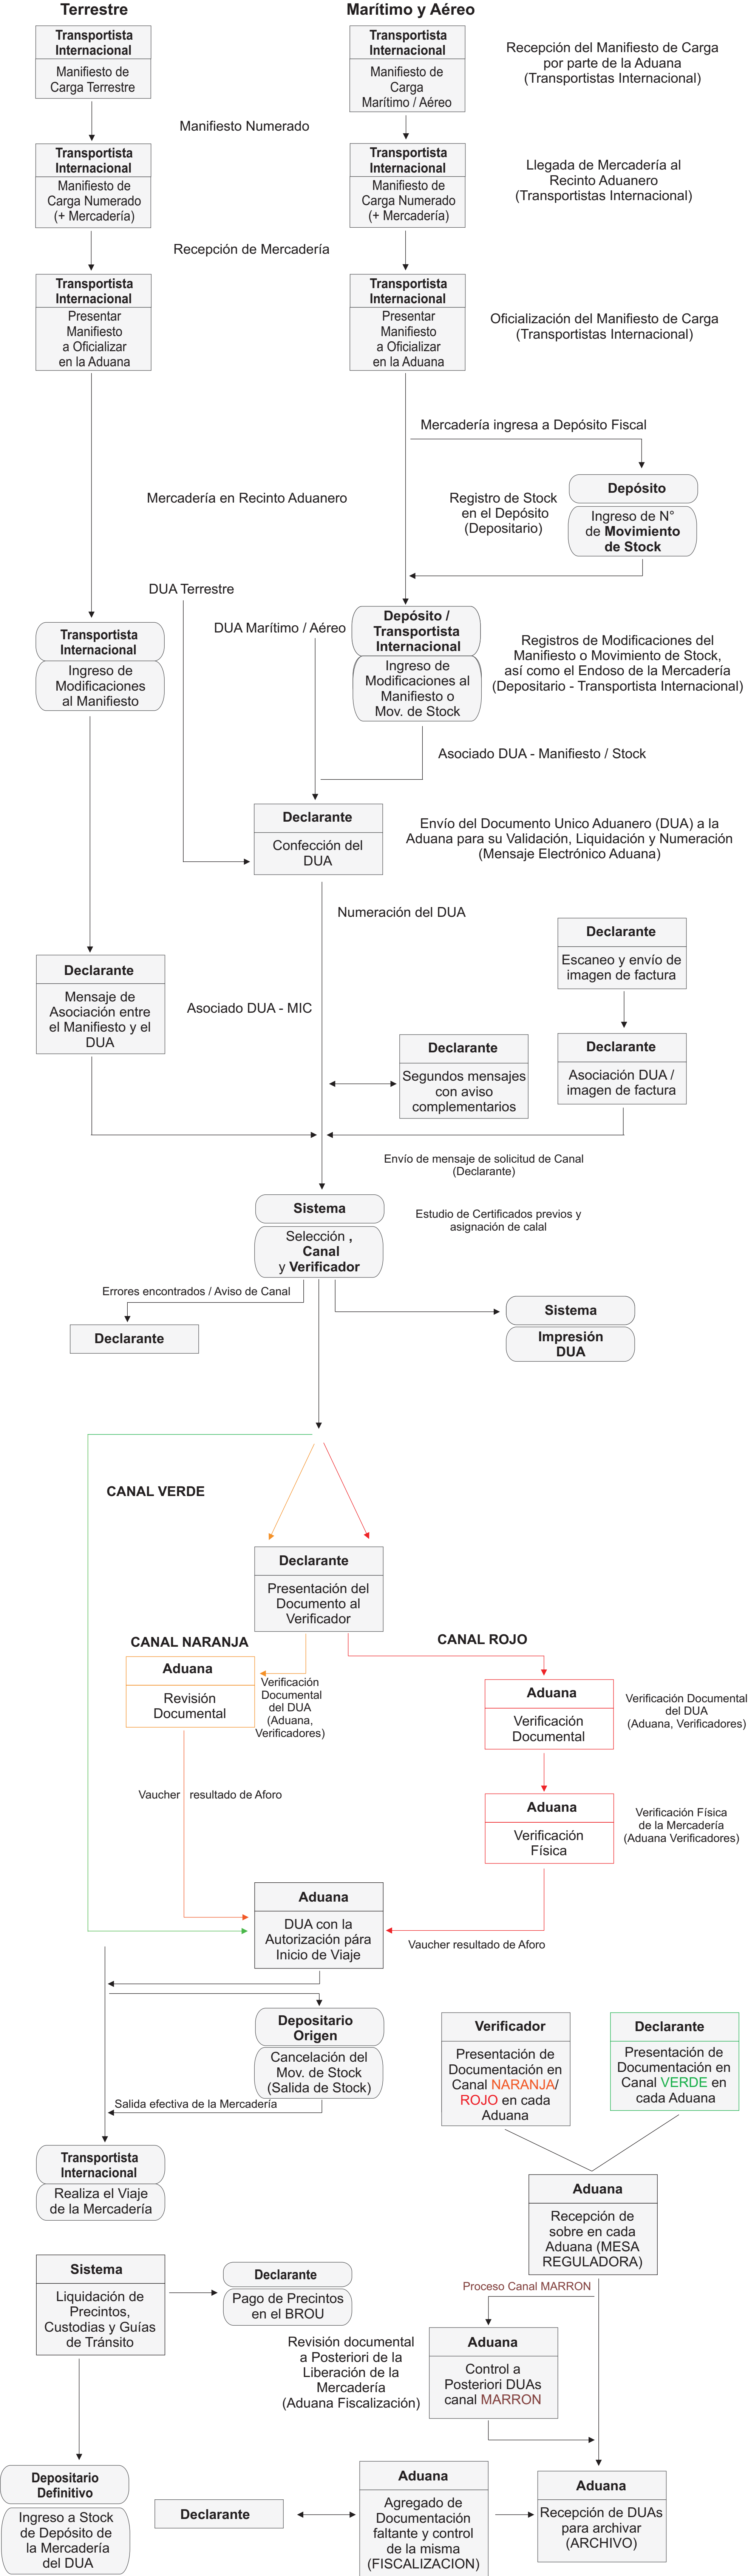 Terrestre
Marítimo y Aéreo
Transportista
Internacional
Manifiesto de
Carga Terrestre
Transportista
Internacional
Manifiesto de
Carga
Marítimo / Aéreo
Recepción del Manifiesto de Carga
por parte de la Aduana
(Transportistas Internacional)
Manifiesto Numerado
Transportista
Internacional
Manifiesto de
Carga Numerado
(+ Mercadería)
Transportista
Internacional
Manifiesto de
Carga Numerado
(+ Mercadería)
Llegada de Mercadería al
Recinto Aduanero
(Transportistas Internacional)
Recepción de Mercadería
Transportista
Internacional
Presentar
Manifiesto
a Oficializar
en la Aduana
Transportista
Internacional
Presentar
Manifiesto
a Oficializar
en la Aduana
Oficialización del Manifiesto de Carga
(Transportistas Internacional)
Mercadería ingresa a Depósito Fiscal
Mercadería en Recinto Aduanero
Registro de Stock
en el Depósito
(Depositario)
Depósito
Ingreso de N°
de Movimiento
de Stock
DUA Terrestre
DUA Marítimo / Aéreo
Transportista
Internacional
Ingreso de
Modificaciones
al Manifiesto
Depósito /
Transportista
Internacional
Ingreso de
Modificaciones al
Manifiesto o
Mov. de Stock
Registros de Modificaciones del
Manifiesto o Movimiento de Stock,
así como el Endoso de la Mercadería
(Depositario - Transportista Internacional)
Asociado DUA - Manifiesto / Stock
Declarante
Confección del
DUA
Envío del Documento Unico Aduanero (DUA) a la
Aduana para su Validación, Liquidación y Numeración
(Mensaje Electrónico Aduana)
Numeración del DUA
Declarante
Escaneo y envío de
imagen de factura
Declarante
Mensaje de
Asociación entre
el Manifiesto y el
DUA
Asociado DUA - MIC
Declarante
Segundos mensajes
con aviso
complementarios
Declarante
Asociación DUA /
imagen de factura
Envío de mensaje de solicitud de Canal
(Declarante)
Sistema
Selección ,
Canal
y Verificador
Estudio de Certificados previos y
asignación de calal
Errores encontrados / Aviso de Canal
Declarante
Sistema
Impresión
DUA
CANAL VERDE
Declarante
Presentación del
Documento al
Verificador
CANAL NARANJA
CANAL ROJO
Aduana
Revisión
Documental
Verificación
Documental
del DUA
(Aduana,
Verificadores)
Aduana
Verificación
Documental
Verificación Documental
del DUA
(Aduana, Verificadores)
Vaucher resultado de Aforo
Aduana
Verificación
Física
Verificación Física
de la Mercadería
(Aduana Verificadores)
Aduana
DUA con la
Autorización pára
Inicio de Viaje
Vaucher resultado de Aforo
Depositario
Origen
Cancelación del
Mov. de Stock
(Salida de Stock)
Salida efectiva de la Mercadería
Verificador
Presentación de
Documentación en
Canal NARANJA/
ROJO en cada
Aduana
Declarante
Presentación de
Documentación en
Canal VERDE en
cada Aduana
Transportista
Internacional
Realiza el Viaje
de la Mercadería
Aduana
Recepción de
sobre en cada
Aduana (MESA
REGULADORA)
Sistema
Liquidación de
Precintos,
Custodias y Guías
de Tránsito
Declarante
Pago de Precintos
en el BROU
Proceso Canal MARRON
Revisión documental
a Posteriori de la
Liberación de la
Mercadería
(Aduana Fiscalización)
Aduana
Control a
Posteriori DUAs
canal MARRON
Depositario
Definitivo
Ingreso a Stock
de Depósito de
la Mercadería
del DUA
Declarante
Aduana
Agregado de
Documentación
faltante y control
de la misma
(FISCALIZACION)
Aduana
Recepción de DUAs
para archivar
(ARCHIVO)